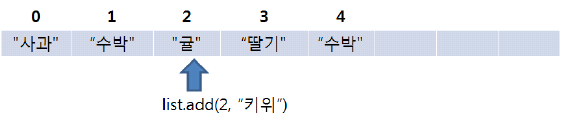 0 1 2 3 4
"사과" "수박" "귤" "딸기" "수박"
list.add(2, "키위")